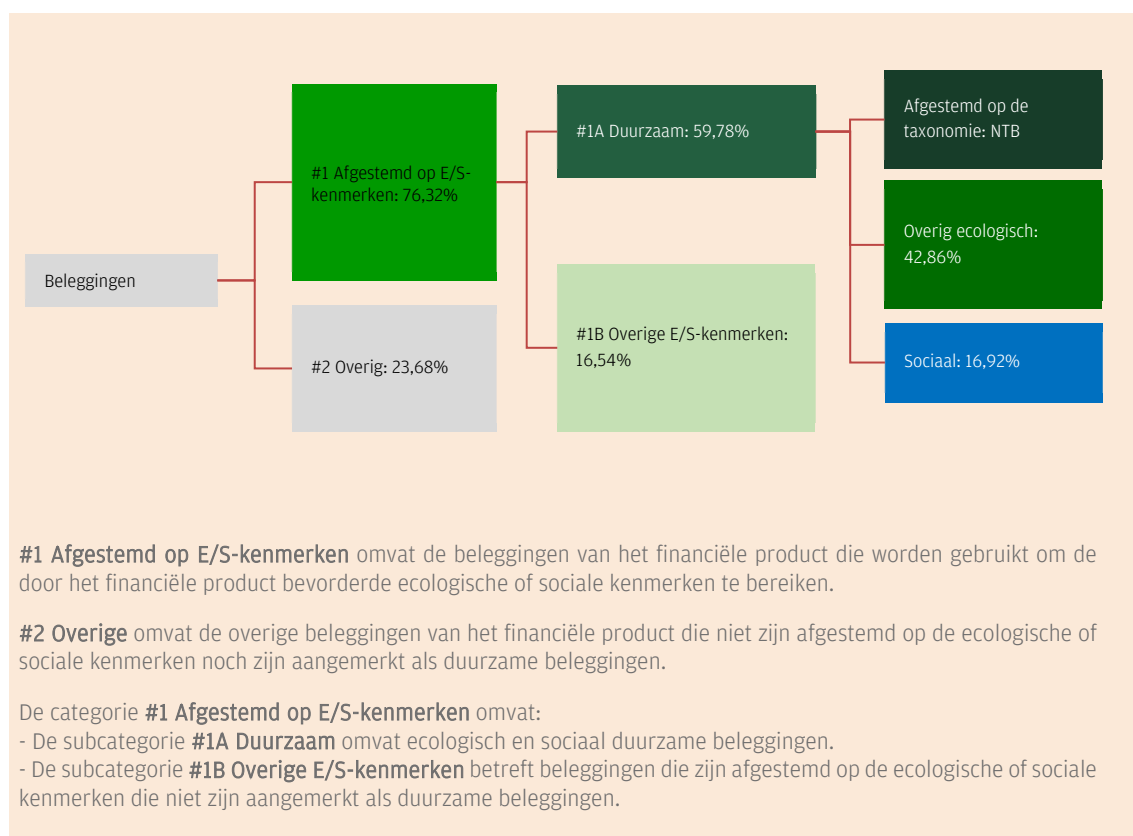 Beleggingen
#1 Afgestemd op E/S-
kenmerken: 76,32%
#2 Overig: 23,68%
#1A Duurzaam: 59,78%
#1B Overige E/S-kenmerken:
16,54%
Afgestemd op de
taxonomie: NTB
Overig ecologisch:
42,86%
Sociaal: 16,92%
#1 Afgestemd op E/S-kenmerken omvat de beleggingen van het financiële product die worden gebruikt om de
door het financiële product bevorderde ecologische of sociale kenmerken te bereiken.
#2 Overige omvat de overige beleggingen van het financiële product die niet zijn afgestemd op de ecologische of
sociale kenmerken noch zijn aangemerkt als duurzame beleggingen.
De categorie #1 Afgestemd op E/S-kenmerken omvat:
- De subcategorie #1A Duurzaam omvat ecologisch en sociaal duurzame beleggingen.
- De subcategorie #1B Overige E/S-kenmerken betreft beleggingen die zijn afgestemd op de ecologische of sociale
kenmerken die niet zijn aangemerkt als duurzame beleggingen.